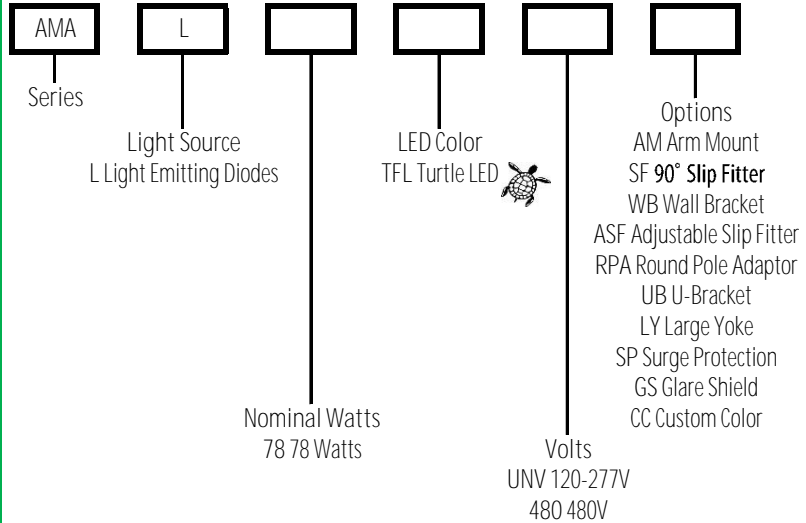 AMA
L
Series
Light Source
L Light Emitting Diodes
Nominal Watts
78 78 Watts
LED Color
TFL Turtle LED
Volts
UNV 120-277V
480 480V
Options
AM Arm Mount
SF 90° Slip Fitter
WB Wall Bracket
ASF Adjustable Slip Fitter
RPA Round Pole Adaptor
UB U-Bracket
LY Large Yoke
SP Surge Protection
GS Glare Shield
CC Custom Color